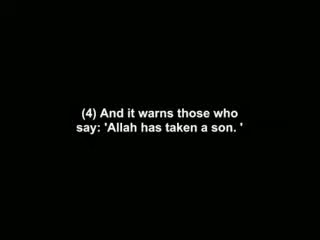 (4) And it warns those who
say: 'Allah has taken a son. '